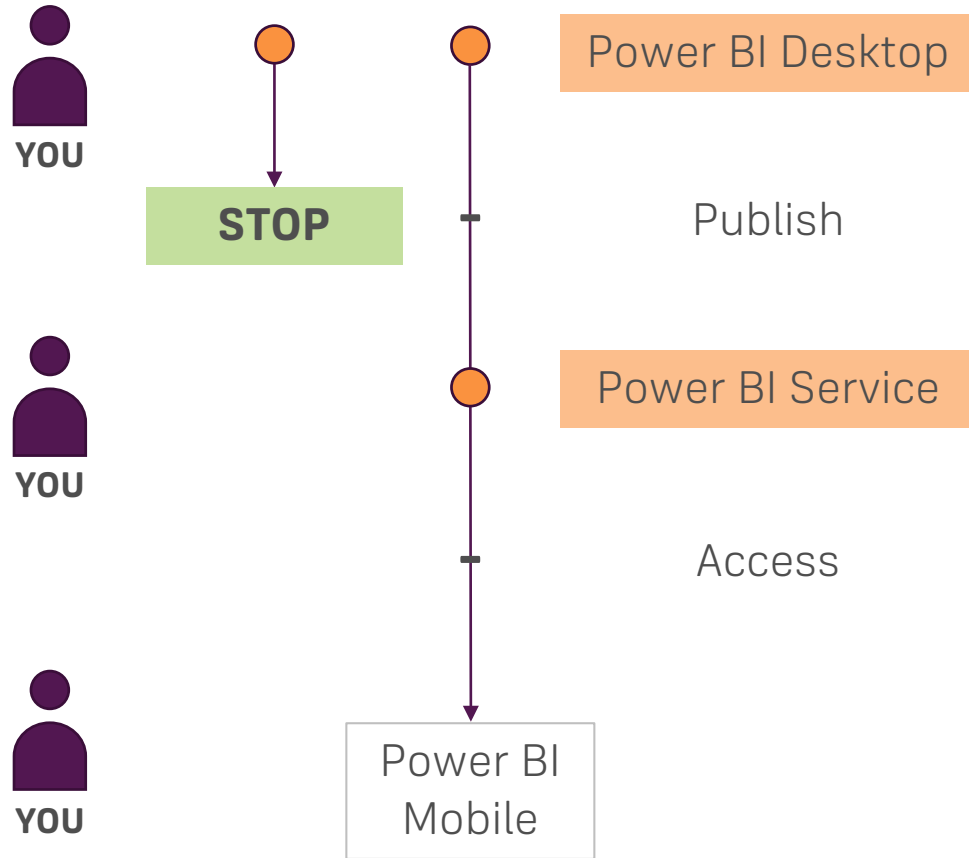 Power BI Desktop
YOU
STOP
Publish
Power BI Service
YOU
Access
Power BI
Mobile
YOU